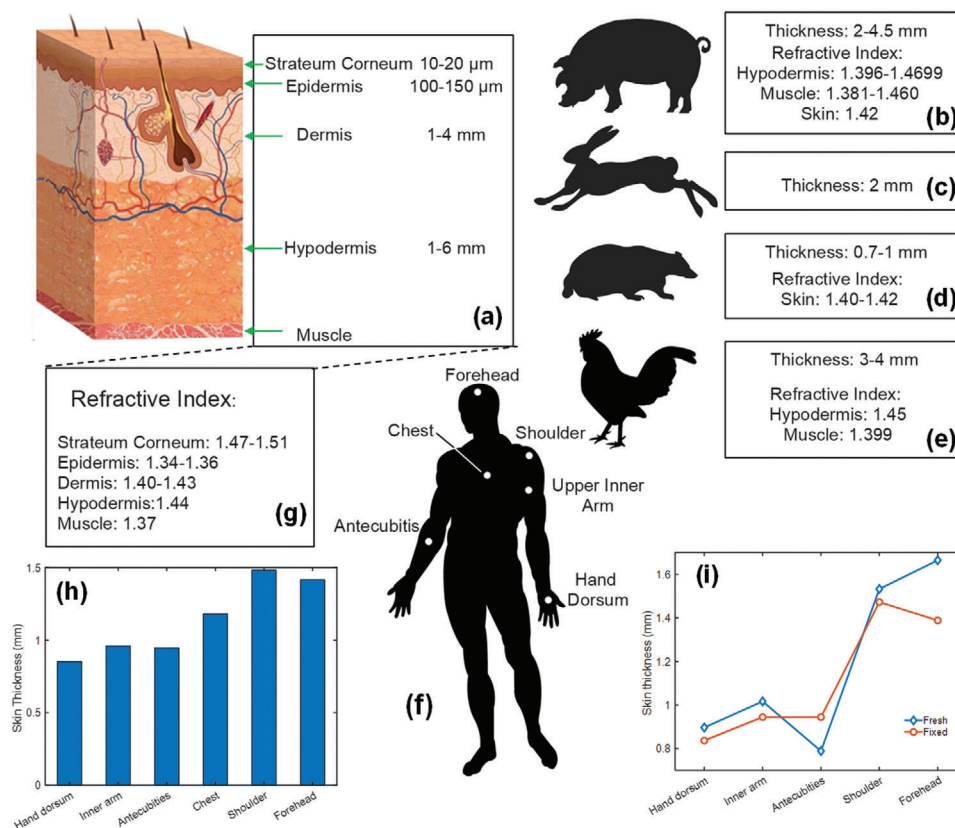 Strateum Corneum 10-20 µm
Epidermis 100-150 µm
Dermis 1-4 mm
Hypodermis 1-6 mm
Muscle
(a)
Thickness: 2-4.5 mm
Refractive Index:
Hypodermis: 1.396-1.4699
Muscle: 1.381-1.460
Skin: 1.42
(b)
Thickness: 2 mm
(c)
Thickness: 0.7-1 mm
Refractive Index:
Skin: 1.40-1.42
(d)
Thickness: 3-4 mm
Refractive Index:
Hypodermis: 1.45
Muscle: 1.399
(e)
Refractive Index:
Strateum Corneum: 1.47-1.51
Epidermis: 1.34-1.36
Dermis: 1.40-1.43
Hypodermis:1.44
Muscle: 1.37
(g)
Forehead
Chest
Shoulder
Upper Inner
Arm
Antecubitis
Hand
Dorsum
(f)
(h)
Skin Thickness (mm)
1.5
1
0.5
0
Hand dorsum
Inner arm
Antecubities
Chest
Shoulder
Forehead
(i)
Skin thickness (mm)
1.6
1.4
1.2
1
0.8
Fresh
Fixed
Hand dorsum
Inner arm
Antecubities
Shoulder
Forehead